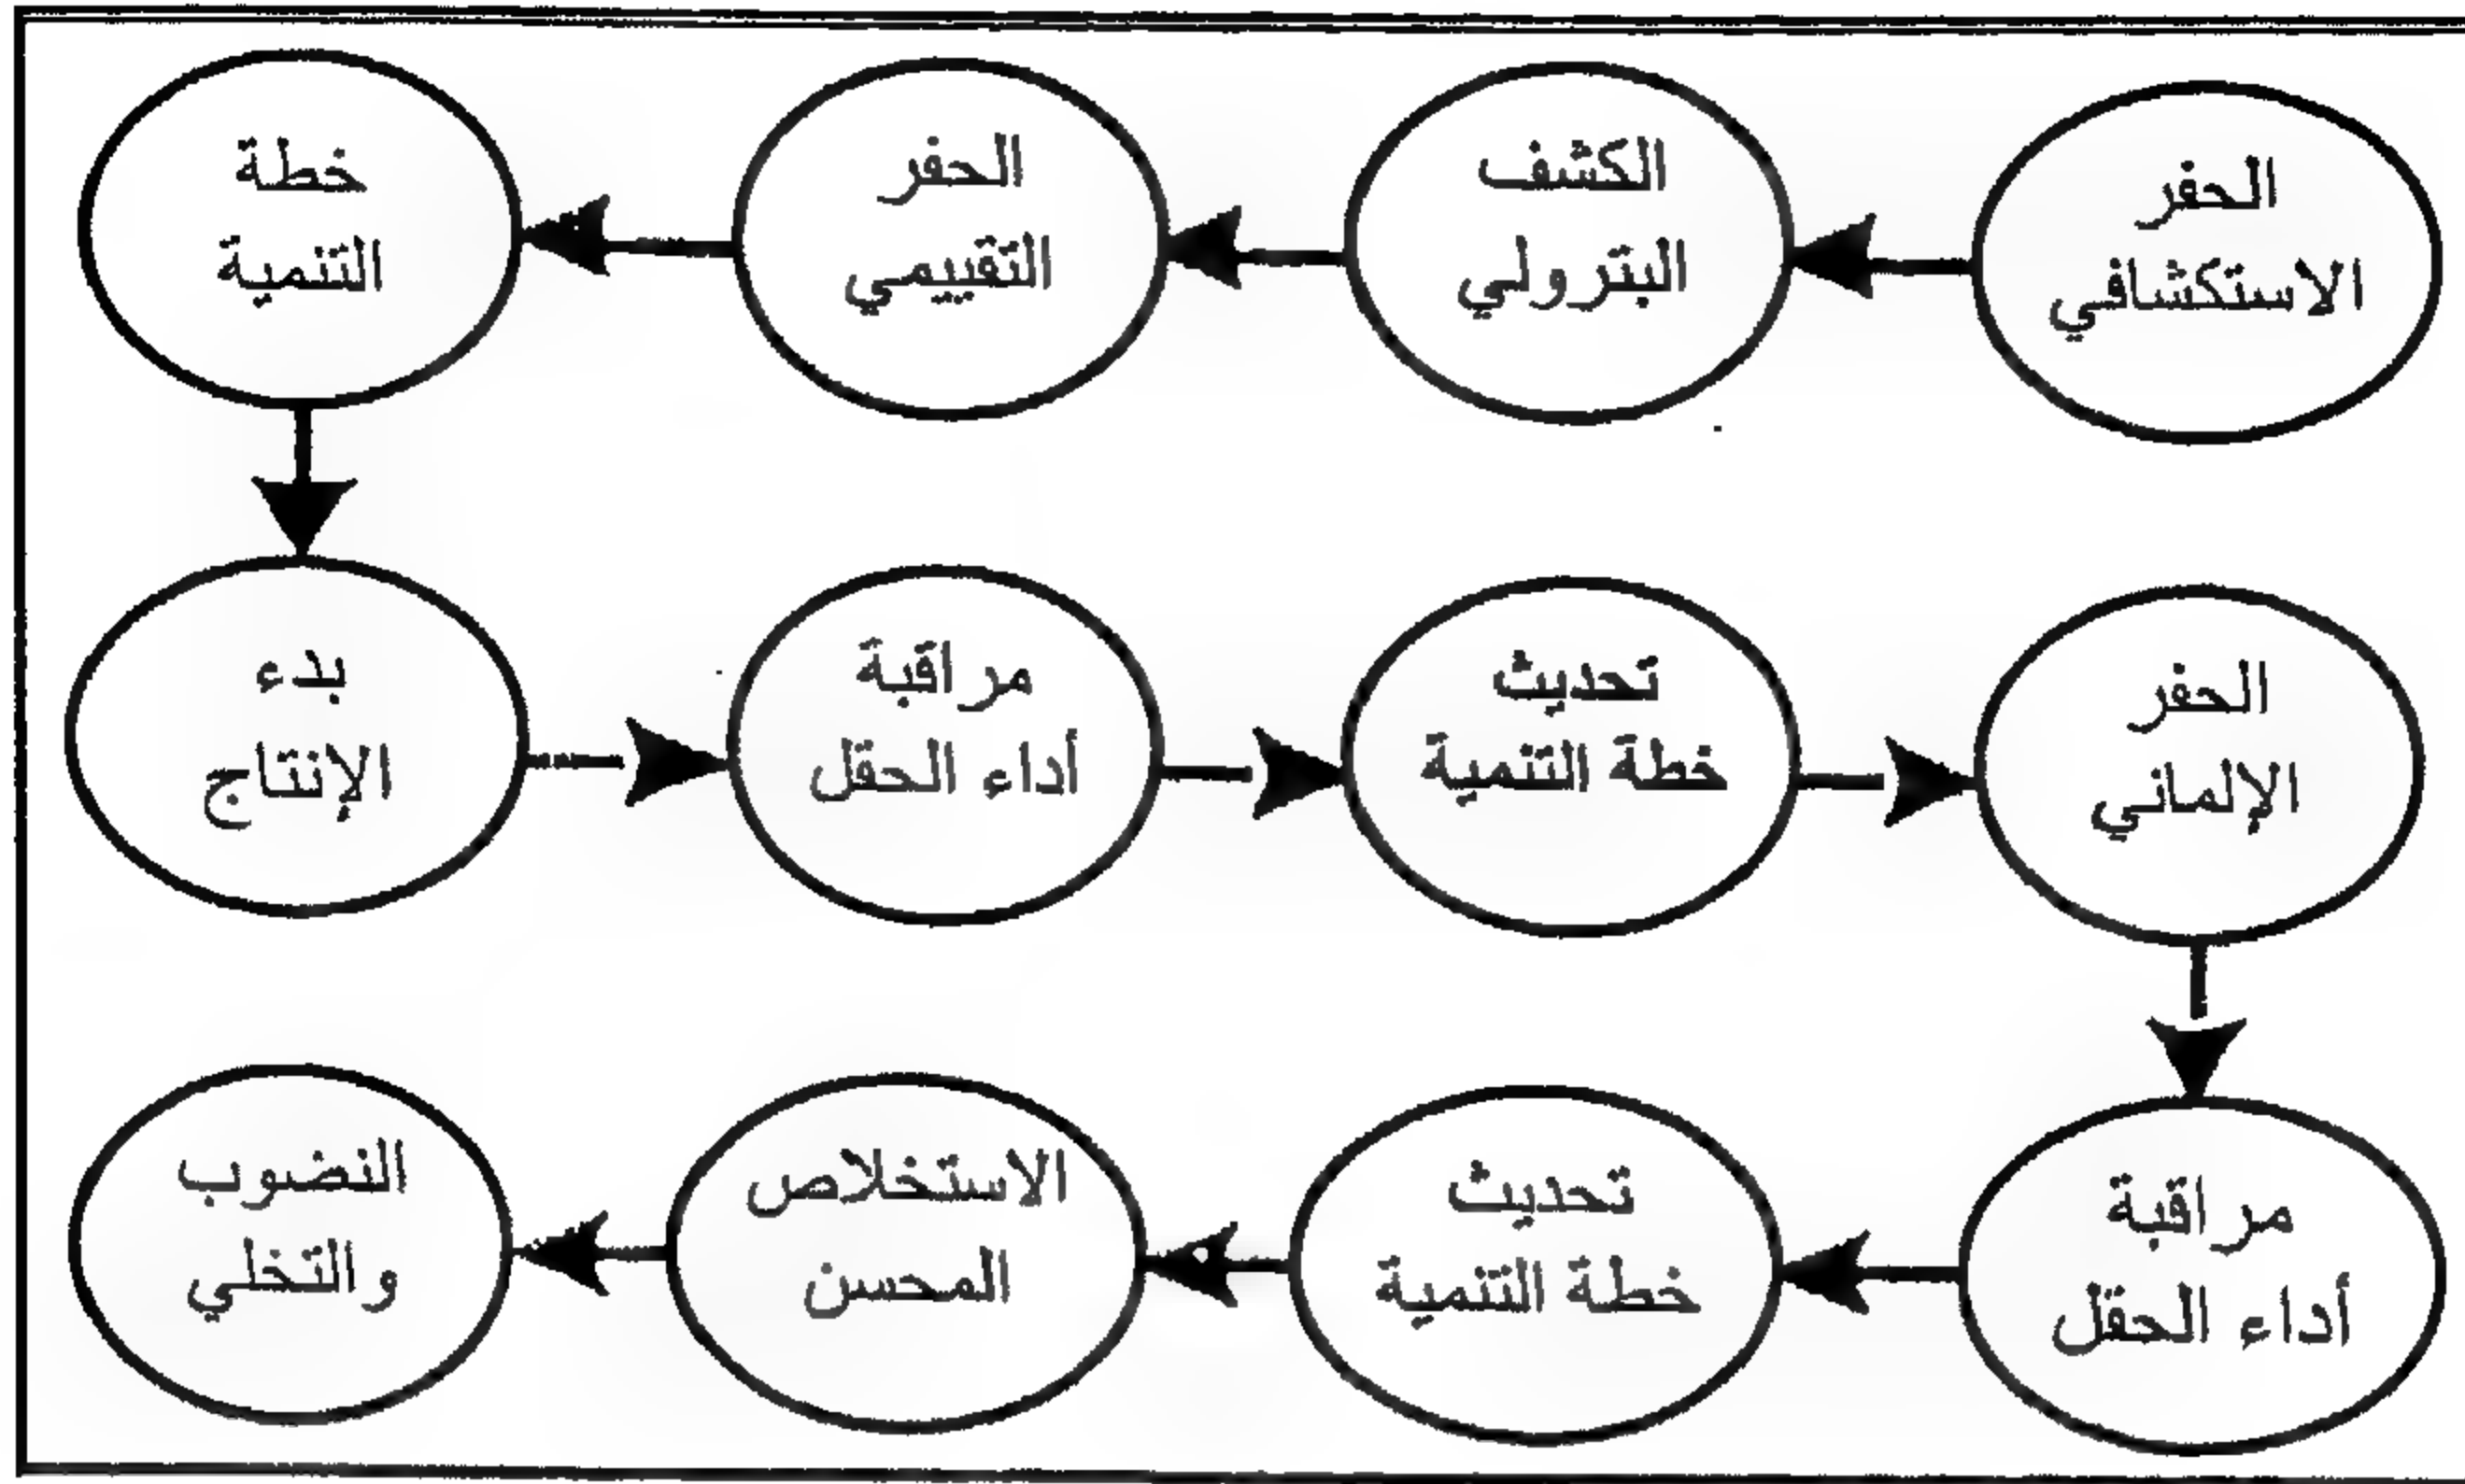 الحفر
الاستكشافي
الكشف
البترولي
الحفر
التقييمي
خطة
التنمية
بدء
الإنتاج
مراقبة
أداء الحقل
تحديث
خطة التنمية
الحفر
الإلماني
مراقبة
أداء الحقل
تحديث
خطة التنمية
الاستخلاص
المحسن
النضوب
والتخلي